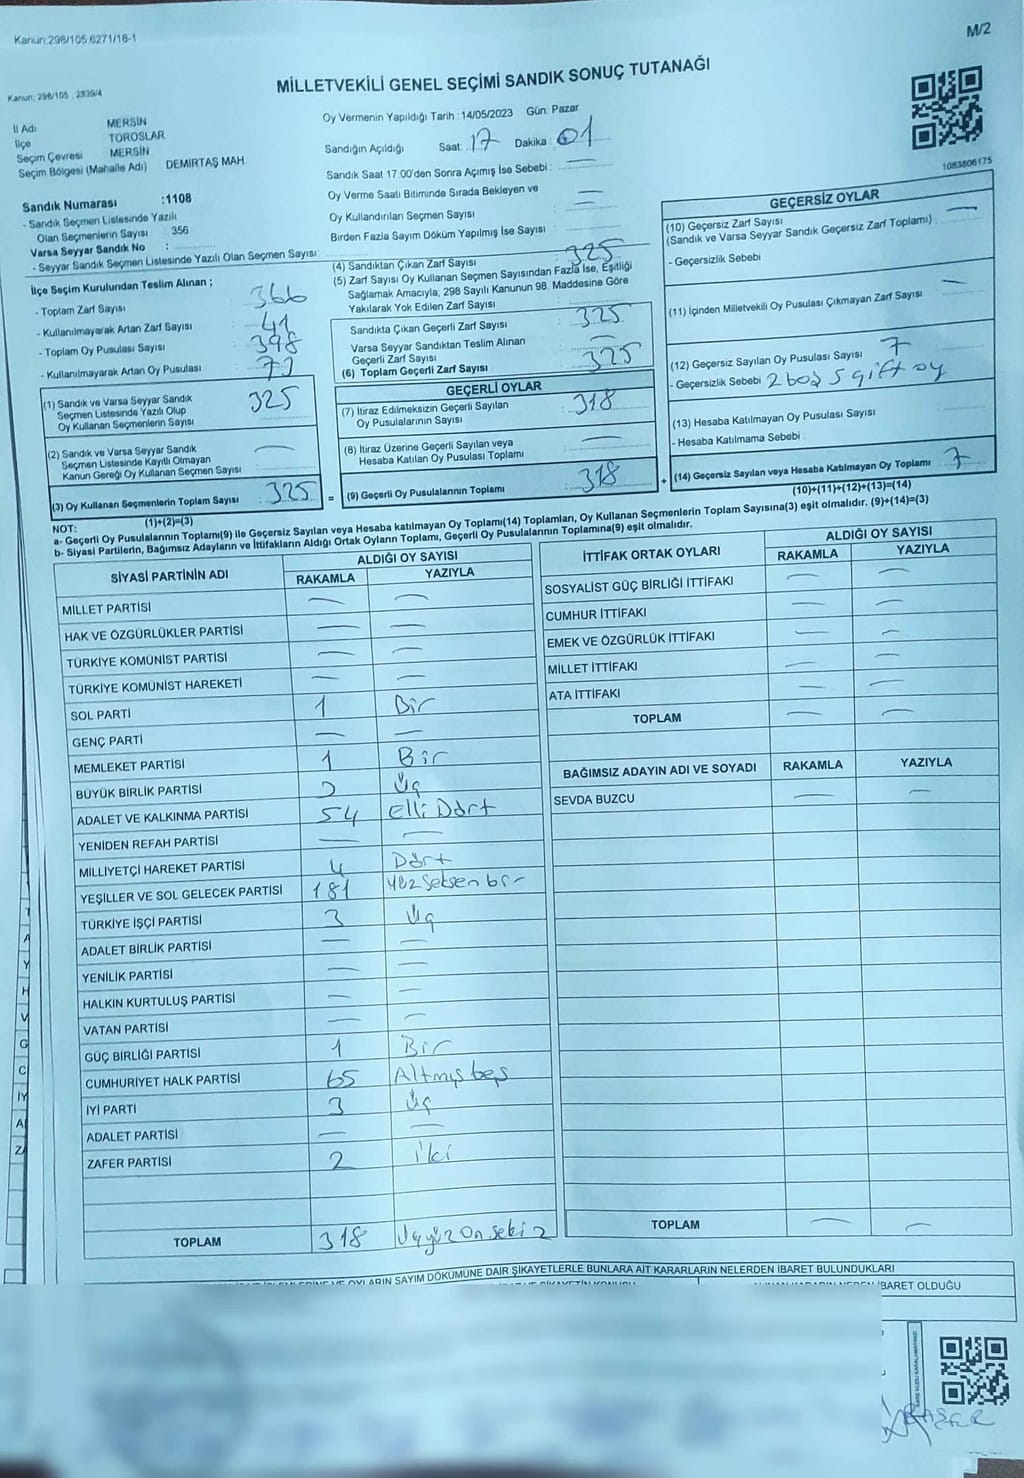 Kanun:298/105,6271/18-1
M/2
MİLLETVEKİLİ GENEL SEÇİMİ SANDIK SONUÇ TUTANAĞI
Kanun; 298/105 , 2839/4
İl Adı MERSİN
İlçe TOROSLAR
Seçim Çevresi MERSİN
Seçim Bölgesi (Mahalle Adı) DEMİRTAŞ MAH.
Sandık Numarası :1108
- Sandık Seçmen Listesinde Yazılı
Olan Seçmenlerin Sayısı : 356
Varsa Seyyar Sandık No :
- Seyyar Sandık Seçmen Listesinde Yazılı Olan Seçmen Sayısı:
İlçe Seçim Kurulundan Teslim Alınan ;
- Toplam Zarf Sayısı 366
- Kullanılmayarak Artan Zarf Sayısı 41
- Toplam Oy Pusulası Sayısı 398
- Kullanılmayarak Artan Oy Pusulası
(1) Sandık ve Varsa Seyyar Sandık
Seçmen Listesinde Yazılı Olup
Oy Kullanan Seçmenlerin Sayısı 325
(2) Sandık ve Varsa Seyyar Sandık
Seçmen Listesinde Kayıtlı Olmayan
Kanun Gereği Oy Kullanan Seçmen Sayısı —
(3) Oy Kullanan Seçmenlerin Toplam Sayısı : 325
(1)+(2)=(3)
Oy Vermenin Yapıldığı Tarih :14/05/2023 Gün: Pazar
Sandığın Açıldığı Saat: 17 Dakika: 01
Sandık Saat 17:00'den Sonra Açımış İse Sebebi : —
Oy Verme Saati Bitiminde Sırada Bekleyen ve
Oy Kullandırılan Seçmen Sayısı —
Birden Fazla Sayım Döküm Yapılmış İse Sayısı : —
(4) Sandıktan Çıkan Zarf Sayısı : 325
(5) Zarf Sayısı Oy Kullanan Seçmen Sayısından Fazla İse, Eşitliği
Sağlamak Amacıyla, 298 Sayılı Kanunun 98. Maddesine Göre
Yakılarak Yok Edilen Zarf Sayısı
Sandıkta Çıkan Geçerli Zarf Sayısı 325
Varsa Seyyar Sandıktan Teslim Alınan
Geçerli Zarf Sayısı —
(6) Toplam Geçerli Zarf Sayısı 325
GEÇERLİ OYLAR
(7) İtiraz Edilmeksizin Geçerli Sayılan
Oy Pusulalarının Sayısı 318
(8) İtiraz Üzerine Geçerli Sayılan veya
Hesaba Katılan Oy Pusulası Toplamı —
= (9) Geçerli Oy Pusulalarının Toplamı 318
1083606175
GEÇERSİZ OYLAR
(10) Geçersiz Zarf Sayısı —
(Sandık ve Varsa Seyyar Sandık Geçersiz Zarf Toplamı)
- Geçersizlik Sebebi
(11) İçinden Milletvekili Oy Pusulası Çıkmayan Zarf Sayısı —
(12) Geçersiz Sayılan Oy Pusulası Sayısı 7
- Geçersizlik Sebebi 2 boş 5 çift oy
(13) Hesaba Katılmayan Oy Pusulası Sayısı
- Hesaba Katılmama Sebebi :
+ (14) Geçersiz Sayılan veya Hesaba Katılmayan Oy Toplamı 7
(10)+(11)+(12)+(13)=(14)
NOT:
a- Geçerli Oy Pusulalarının Toplamı(9) ile Geçersiz Sayılan veya Hesaba katılmayan Oy Toplamı(14) Toplamları, Oy Kullanan Seçmenlerin Toplam Sayısına(3) eşit olmalıdır. (9)+(14)=(3)
b- Siyasi Partilerin, Bağımsız Adayların ve İttifakların Aldığı Ortak Oyların Toplamı, Geçerli Oy Pusulalarının Toplamına(9) eşit olmalıdır.
SİYASİ PARTİNİN ADI ALDIĞI OY SAYISI
RAKAMLA YAZIYLA
MİLLET PARTİSİ — —
HAK VE ÖZGÜRLÜKLER PARTİSİ — —
TÜRKİYE KOMÜNİST PARTİSİ — —
TÜRKİYE KOMÜNİST HAREKETİ — —
SOL PARTİ 1 Bir
GENÇ PARTİ — —
MEMLEKET PARTİSİ 1 Bir
BÜYÜK BİRLİK PARTİSİ 3 Üç
ADALET VE KALKINMA PARTİSİ 54 Elli Dört
YENİDEN REFAH PARTİSİ — —
MİLLİYETÇİ HAREKET PARTİSİ 4 Dört
YEŞİLLER VE SOL GELECEK PARTİSİ 181 Yüz Seksen bir
TÜRKİYE İŞÇİ PARTİSİ 3 Üç
ADALET BİRLİK PARTİSİ — —
YENİLİK PARTİSİ — —
HALKIN KURTULUŞ PARTİSİ — —
VATAN PARTİSİ — —
GÜÇ BİRLİĞİ PARTİSİ 1 Bir
CUMHURİYET HALK PARTİSİ 65 Altmış beş
İYİ PARTİ 3 Üç
ADALET PARTİSİ — —
ZAFER PARTİSİ 2 İki
TOPLAM 318 Üçyüz On Sekiz
İTTİFAK ORTAK OYLARI ALDIĞI OY SAYISI
RAKAMLA YAZIYLA
SOSYALİST GÜÇ BİRLİĞİ İTTİFAKI — —
CUMHUR İTTİFAKI — —
EMEK VE ÖZGÜRLÜK İTTİFAKI — —
MİLLET İTTİFAKI — —
ATA İTTİFAKI — —
TOPLAM — —
BAĞIMSIZ ADAYIN ADI VE SOYADI RAKAMLA YAZIYLA
SEVDA BUZCU — —
TOPLAM — —
OYLARIN SAYIM DÖKÜMÜNE DAİR ŞİKAYETLERLE BUNLARA AİT KARARLARIN NELERDEN İBARET BULUNDUKLARI
İBARET OLDUĞU